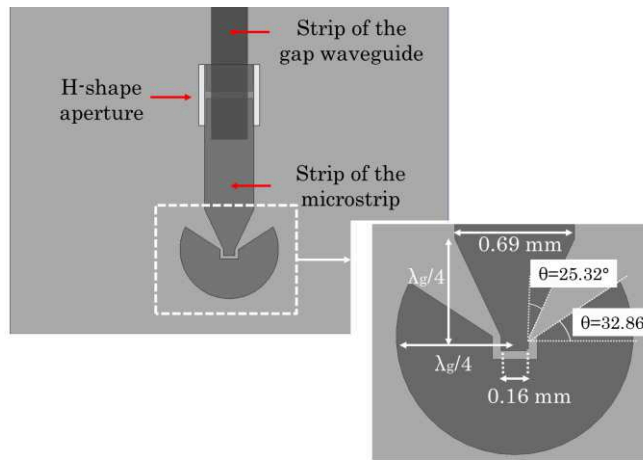 Strip of the
gap waveguide
H-shape
aperture
Strip of the
microstrip
0.69 mm
λg/4
θ=25.32°
θ=32.86
λg/4
0.16 mm